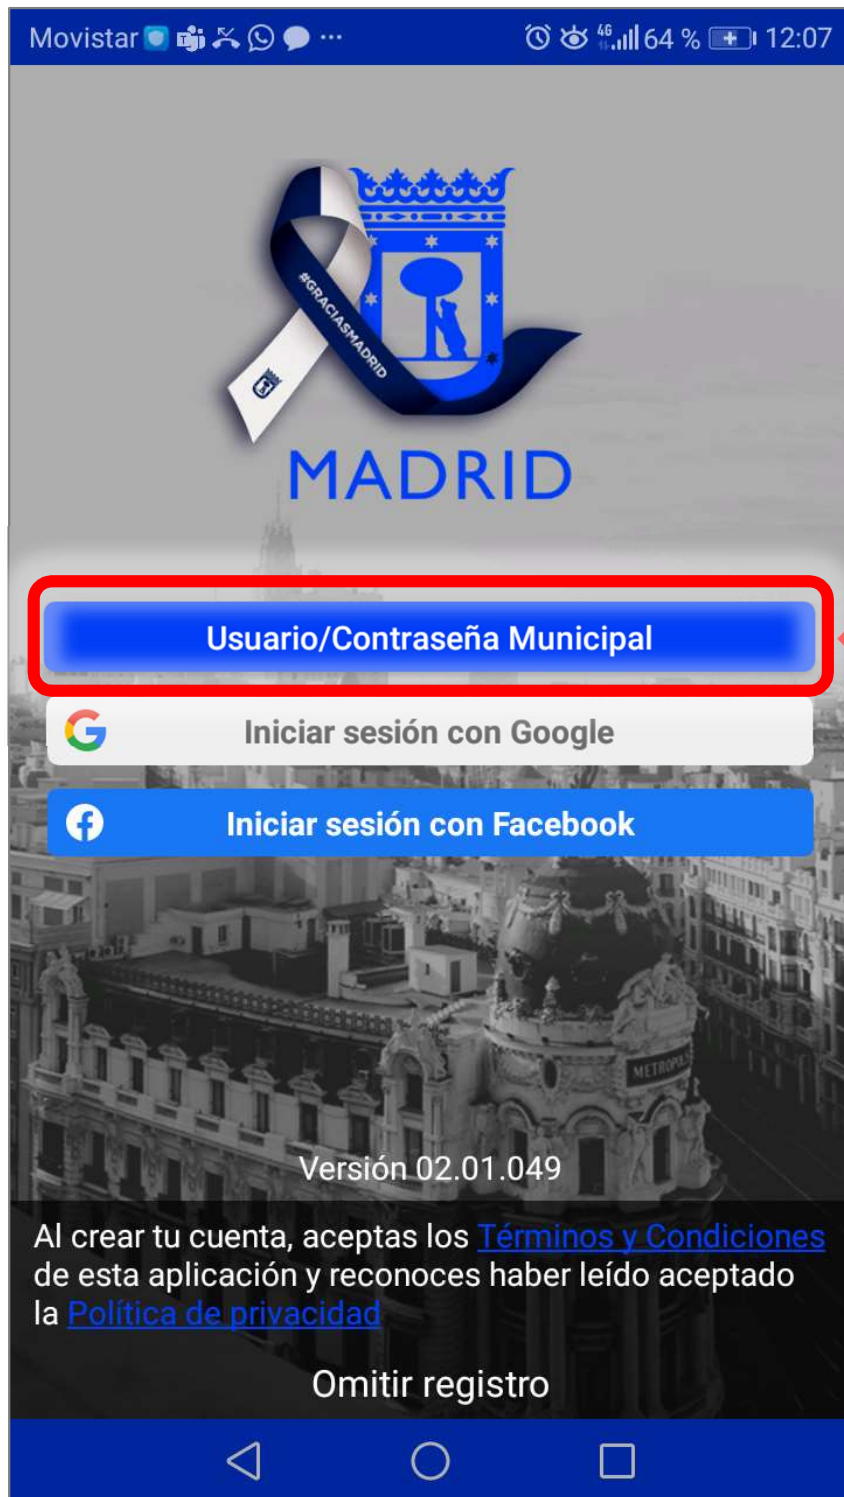 Movistar ... 4G 64 % 12:07
#GRACIASMADRID
MADRID
Usuario/Contraseña Municipal
Iniciar sesión con Google
Iniciar sesión con Facebook
METROPOLIS
Versión 02.01.049
Al crear tu cuenta, aceptas los Términos y Condiciones
de esta aplicación y reconoces haber leído aceptado
la Política de privacidad
Omitir registro